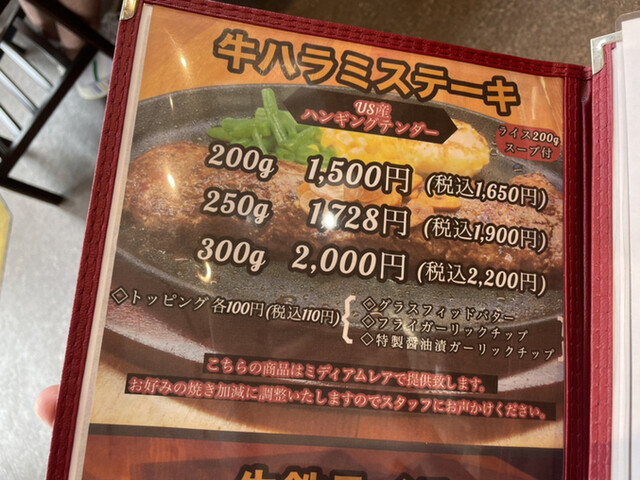 牛ハラミステーキ
US産
ハンギングテンダー
ライス200g
スープ付
200g 1,500円 (税込1,650円)
250g 1,728円 (税込1,900円)
300g 2,000円 (税込2,200円)
◇トッピング 各100円(税込110円)
◇グラスフィッドバター
◇フライガーリックチップ
◇特製醤油漬ガーリックチップ
こちらの商品はミディアムレアで提供致します。
お好みの焼き加減に調整いたしますのでスタッフにお声かけください。